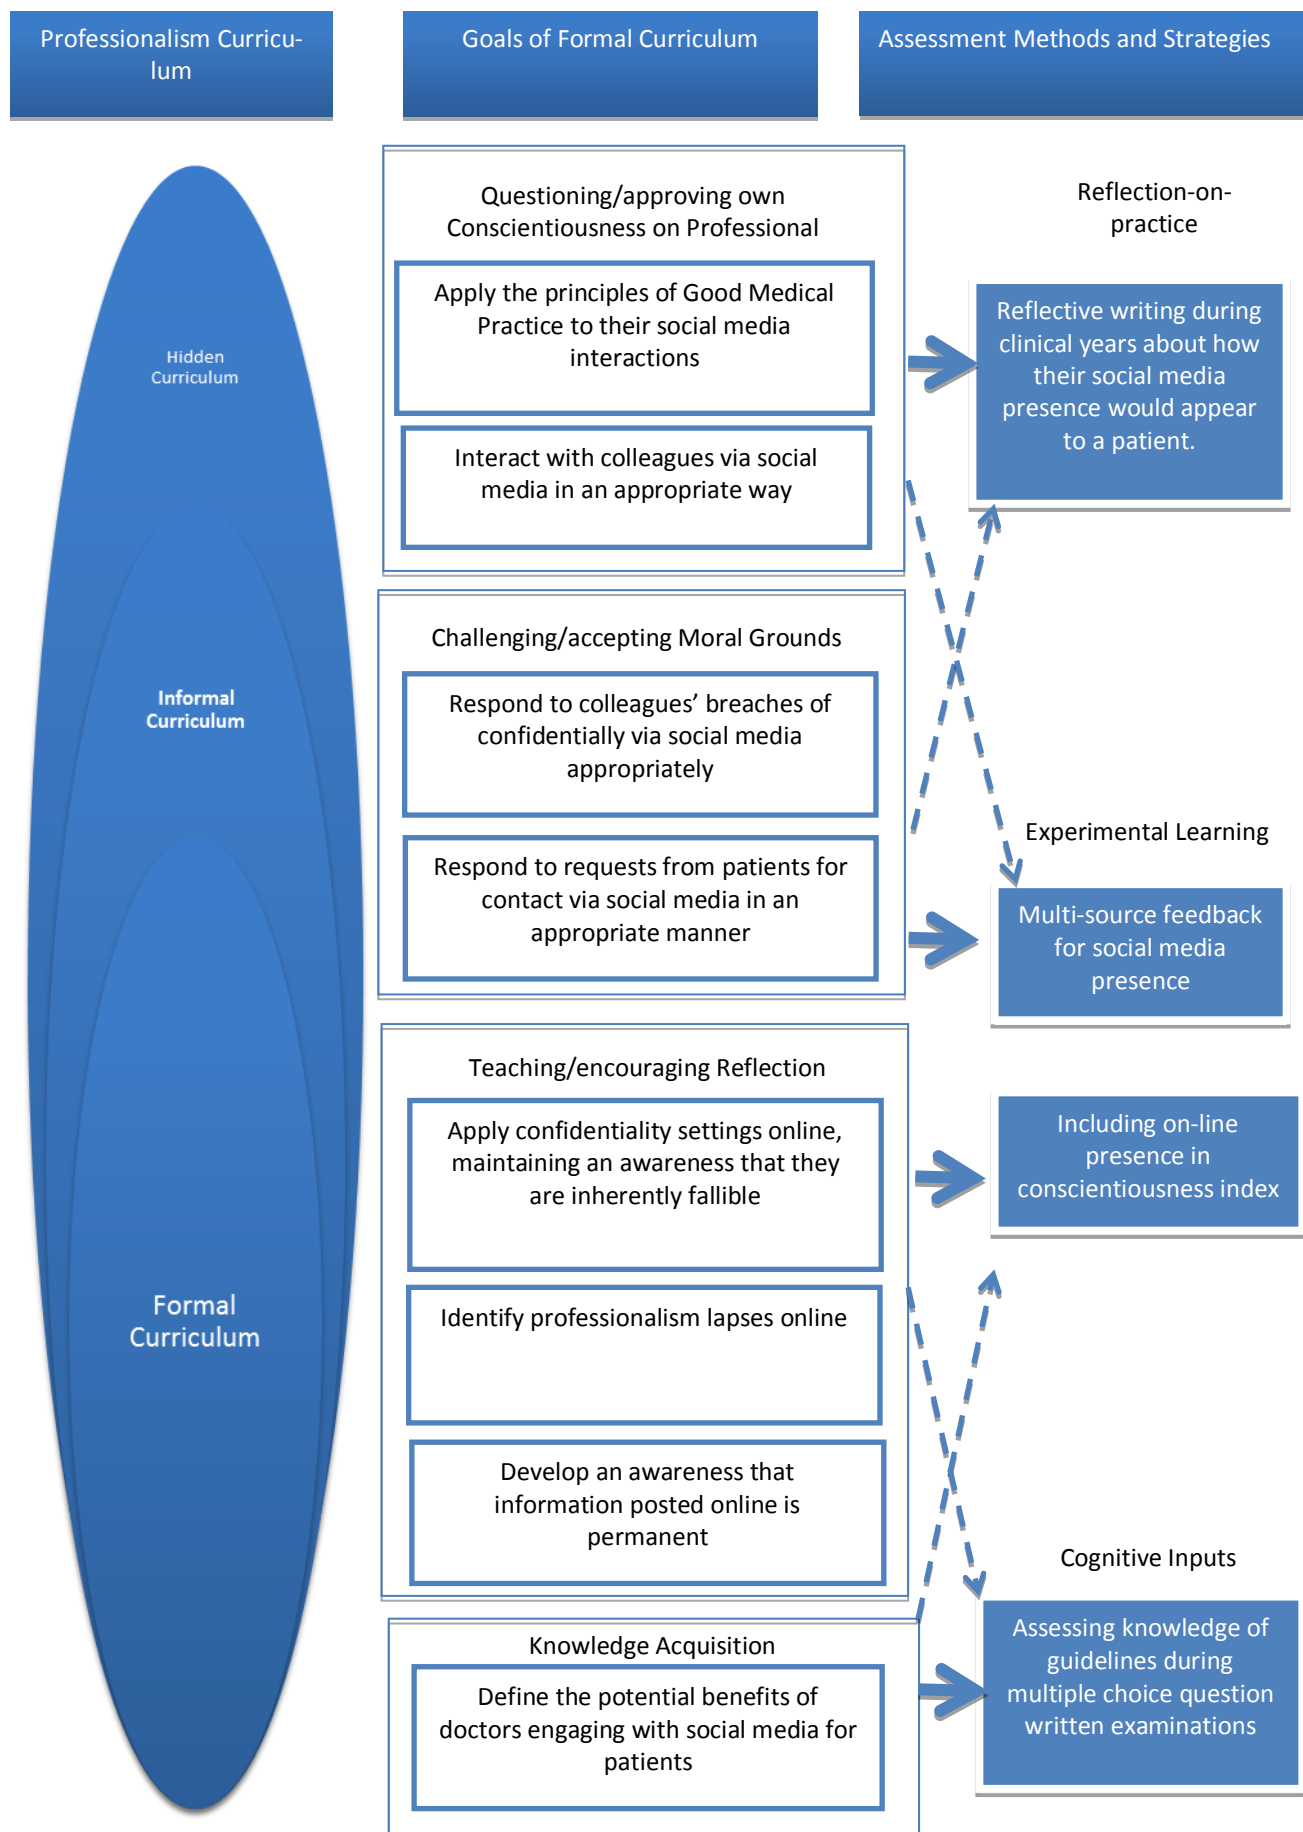 Professionalism Curricu-
lum
Goals of Formal Curriculum
Assessment Methods and Strategies
Hidden
Curriculum
Informal
Curriculum
Formal
Curriculum
Questioning/approving own
Conscientiousness on Professional
Apply the principles of Good Medical
Practice to their social media
interactions
Interact with colleagues via social
media in an appropriate way
Challenging/accepting Moral Grounds
Respond to colleagues’ breaches of
confidentially via social media
appropriately
Respond to requests from patients for
contact via social media in an
appropriate manner
Teaching/encouraging Reflection
Apply confidentiality settings online,
maintaining an awareness that they
are inherently fallible
Identify professionalism lapses online
Develop an awareness that
information posted online is
permanent
Knowledge Acquisition
Define the potential benefits of
doctors engaging with social media for
patients
Reflection-on-
practice
Reflective writing during
clinical years about how
their social media
presence would appear
to a patient.
Experimental Learning
Multi-source feedback
for social media
presence
Including on-line
presence in
conscientiousness index
Cognitive Inputs
Assessing knowledge of
guidelines during
multiple choice question
written examinations